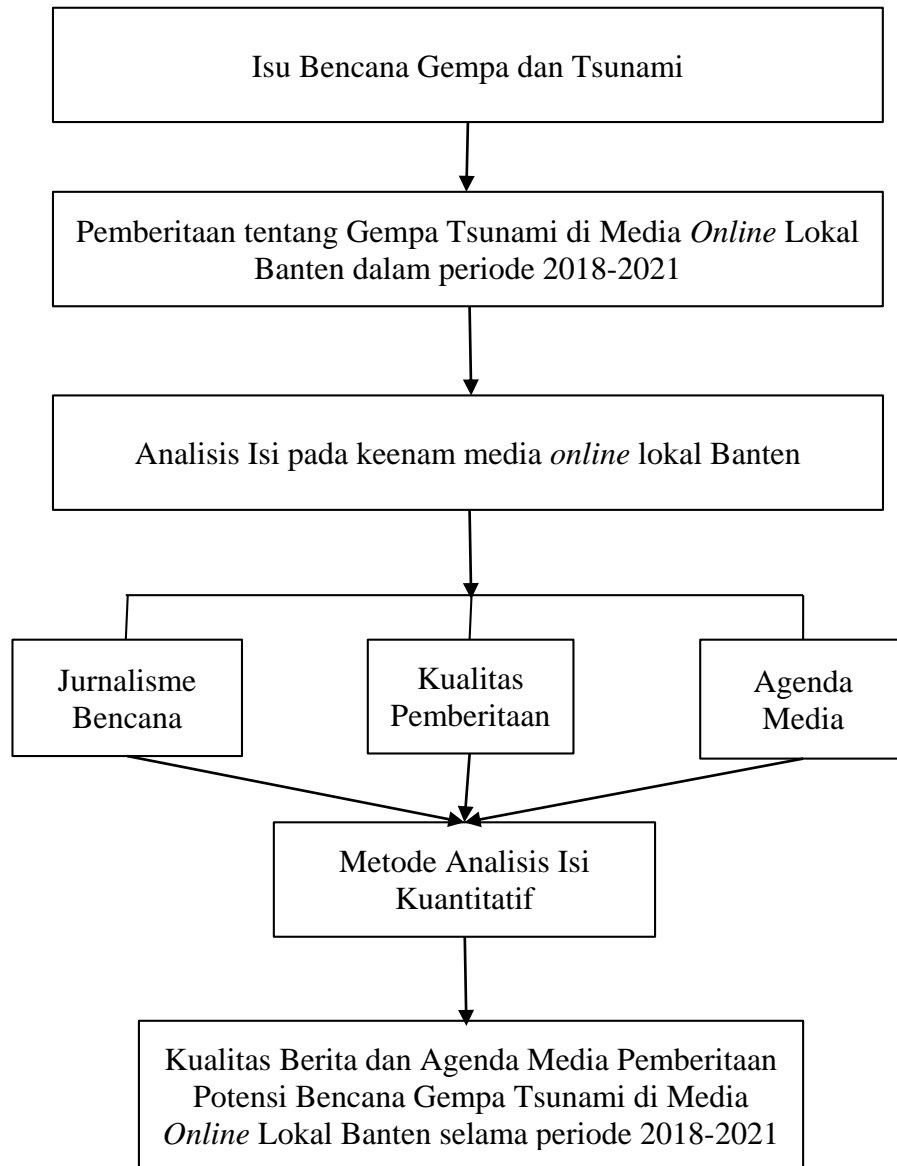 Isu Bencana Gempa dan Tsunami
Pemberitaan tentang Gempa Tsunami di Media Online Lokal
Banten dalam periode 2018-2021
Analisis Isi pada keenam media online lokal Banten
Jurnalisme
Bencana
Kualitas
Pemberitaan
Agenda
Media
Metode Analisis Isi
Kuantitatif
Kualitas Berita dan Agenda Media Pemberitaan
Potensi Bencana Gempa Tsunami di Media
Online Lokal Banten selama periode 2018-2021